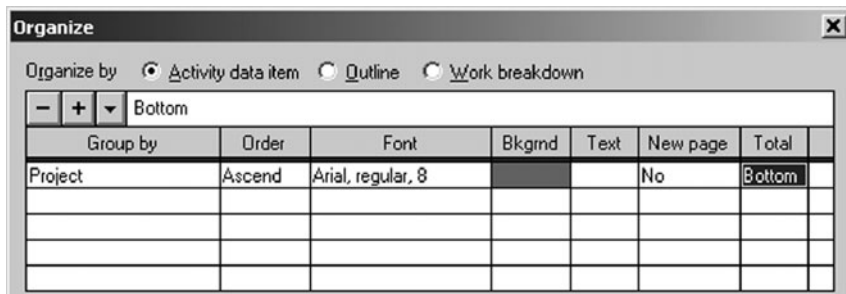 Organize
Organize by Activity data item Outline Work breakdown
Bottom
Group by Order Font Bkgrnd Text New page Total
Project Ascend Arial, regular, 8 No Bottom